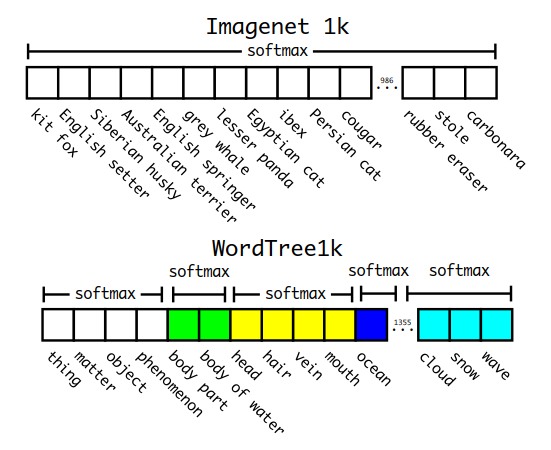 Imagenet 1k
softmax
986
...
kit fox
English setter
Siberian husky
Australian terrier
English springer
grey whale
lesser panda
Egyptian cat
ibex
Persian cat
cougar
rubber eraser
stole
carbonara
WordTree1k
softmax
softmax
softmax
softmax
softmax
1355
...
thing
matter
object
phenomenon
body part
body of water
head
hair
vein
mouth
ocean
cloud
snow
wave